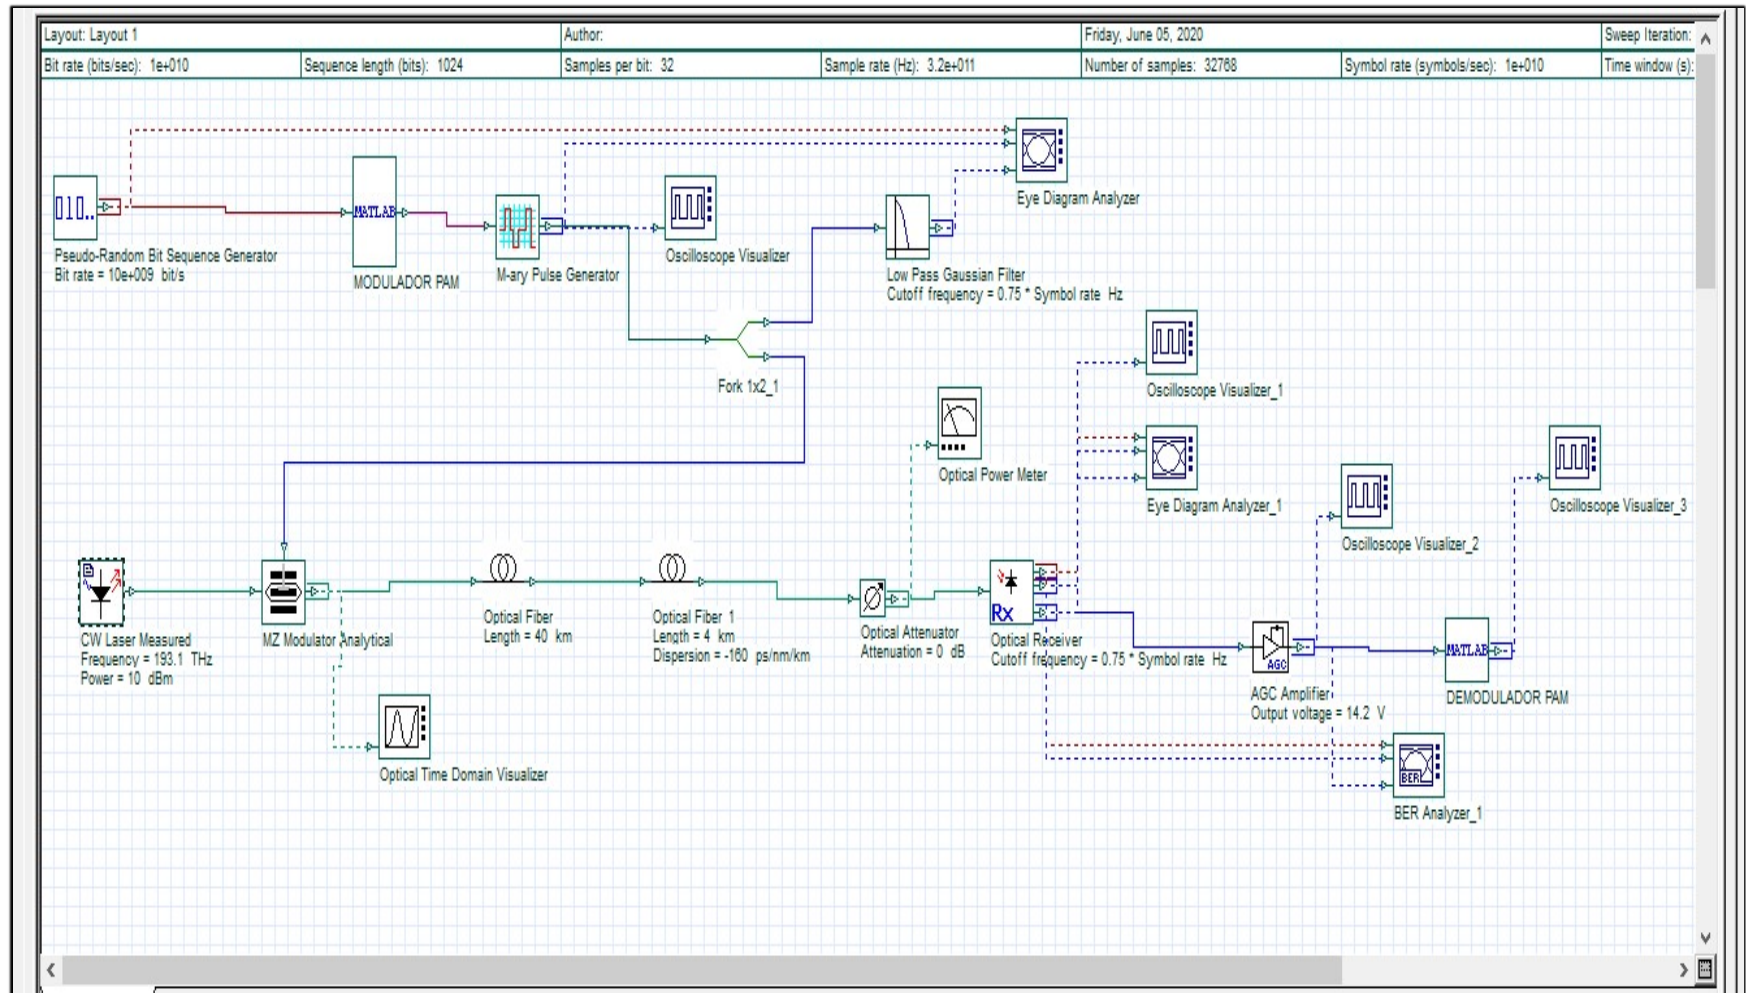 Layout: Layout 1
Author:
Friday, June 05, 2020
Sweep Iteration:
Bit rate (bits/sec): 1e+010
Sequence length (bits): 1024
Samples per bit: 32
Sample rate (Hz): 3.2e+011
Number of samples: 32768
Symbol rate (symbols/sec): 1e+010
Time window (s):
010..
Pseudo-Random Bit Sequence Generator
Bit rate = 10e+009 bit/s
MATLAB
MODULADOR PAM
M-ary Pulse Generator
Oscilloscope Visualizer
Eye Diagram Analyzer
Low Pass Gaussian Filter
Cutoff frequency = 0.75 * Symbol rate Hz
Fork 1x2_1
Oscilloscope Visualizer_1
Optical Power Meter
Eye Diagram Analyzer_1
Oscilloscope Visualizer_2
Oscilloscope Visualizer_3
CW Laser Measured
Frequency = 193.1 THz
Power = 10 dBm
MZ Modulator Analytical
Optical Fiber
Length = 40 km
Optical Fiber_1
Length = 4 km
Dispersion = -160 ps/nm/km
Optical Attenuator
Attenuation = 0 dB
Rx
Optical Receiver
Cutoff frequency = 0.75 * Symbol rate Hz
AGC
AGC Amplifier
Output voltage = 14.2 V
MATLAB
DEMODULADOR PAM
Optical Time Domain Visualizer
BER
BER Analyzer_1